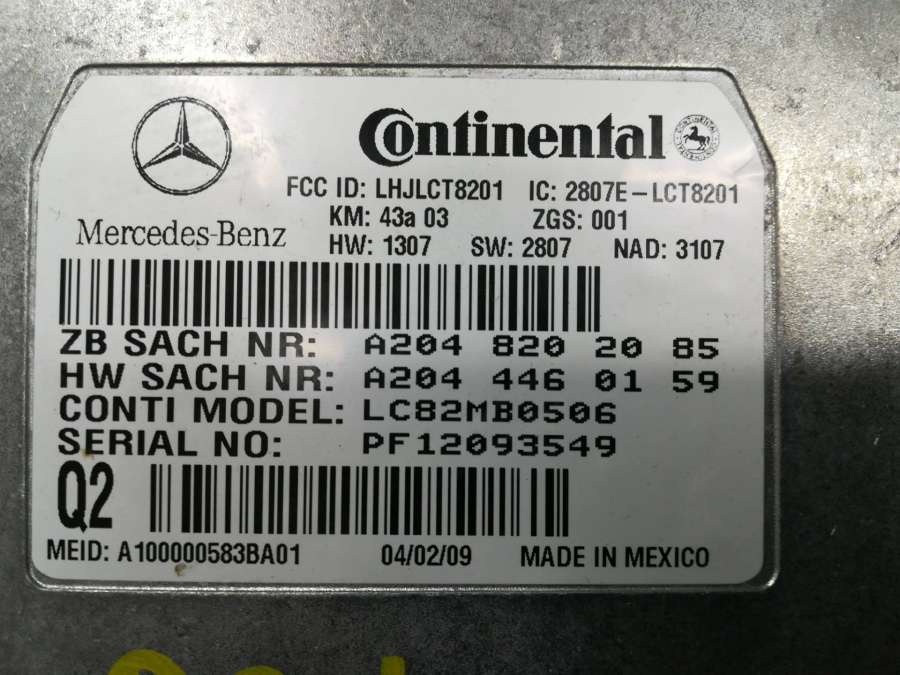 Continental
FCC ID: LHJLCT8201 IC: 2807E-LCT8201
KM: 43a 03 ZGS: 001
Mercedes-Benz
HW: 1307 SW: 2807 NAD: 3107
ZB SACH NR: A204 820 20 85
HW SACH NR: A204 446 01 59
CONTI MODEL: LC82MB0506
SERIAL NO: PF12093549
Q2
MEID: A100000583BA01 04/02/09 MADE IN MEXICO